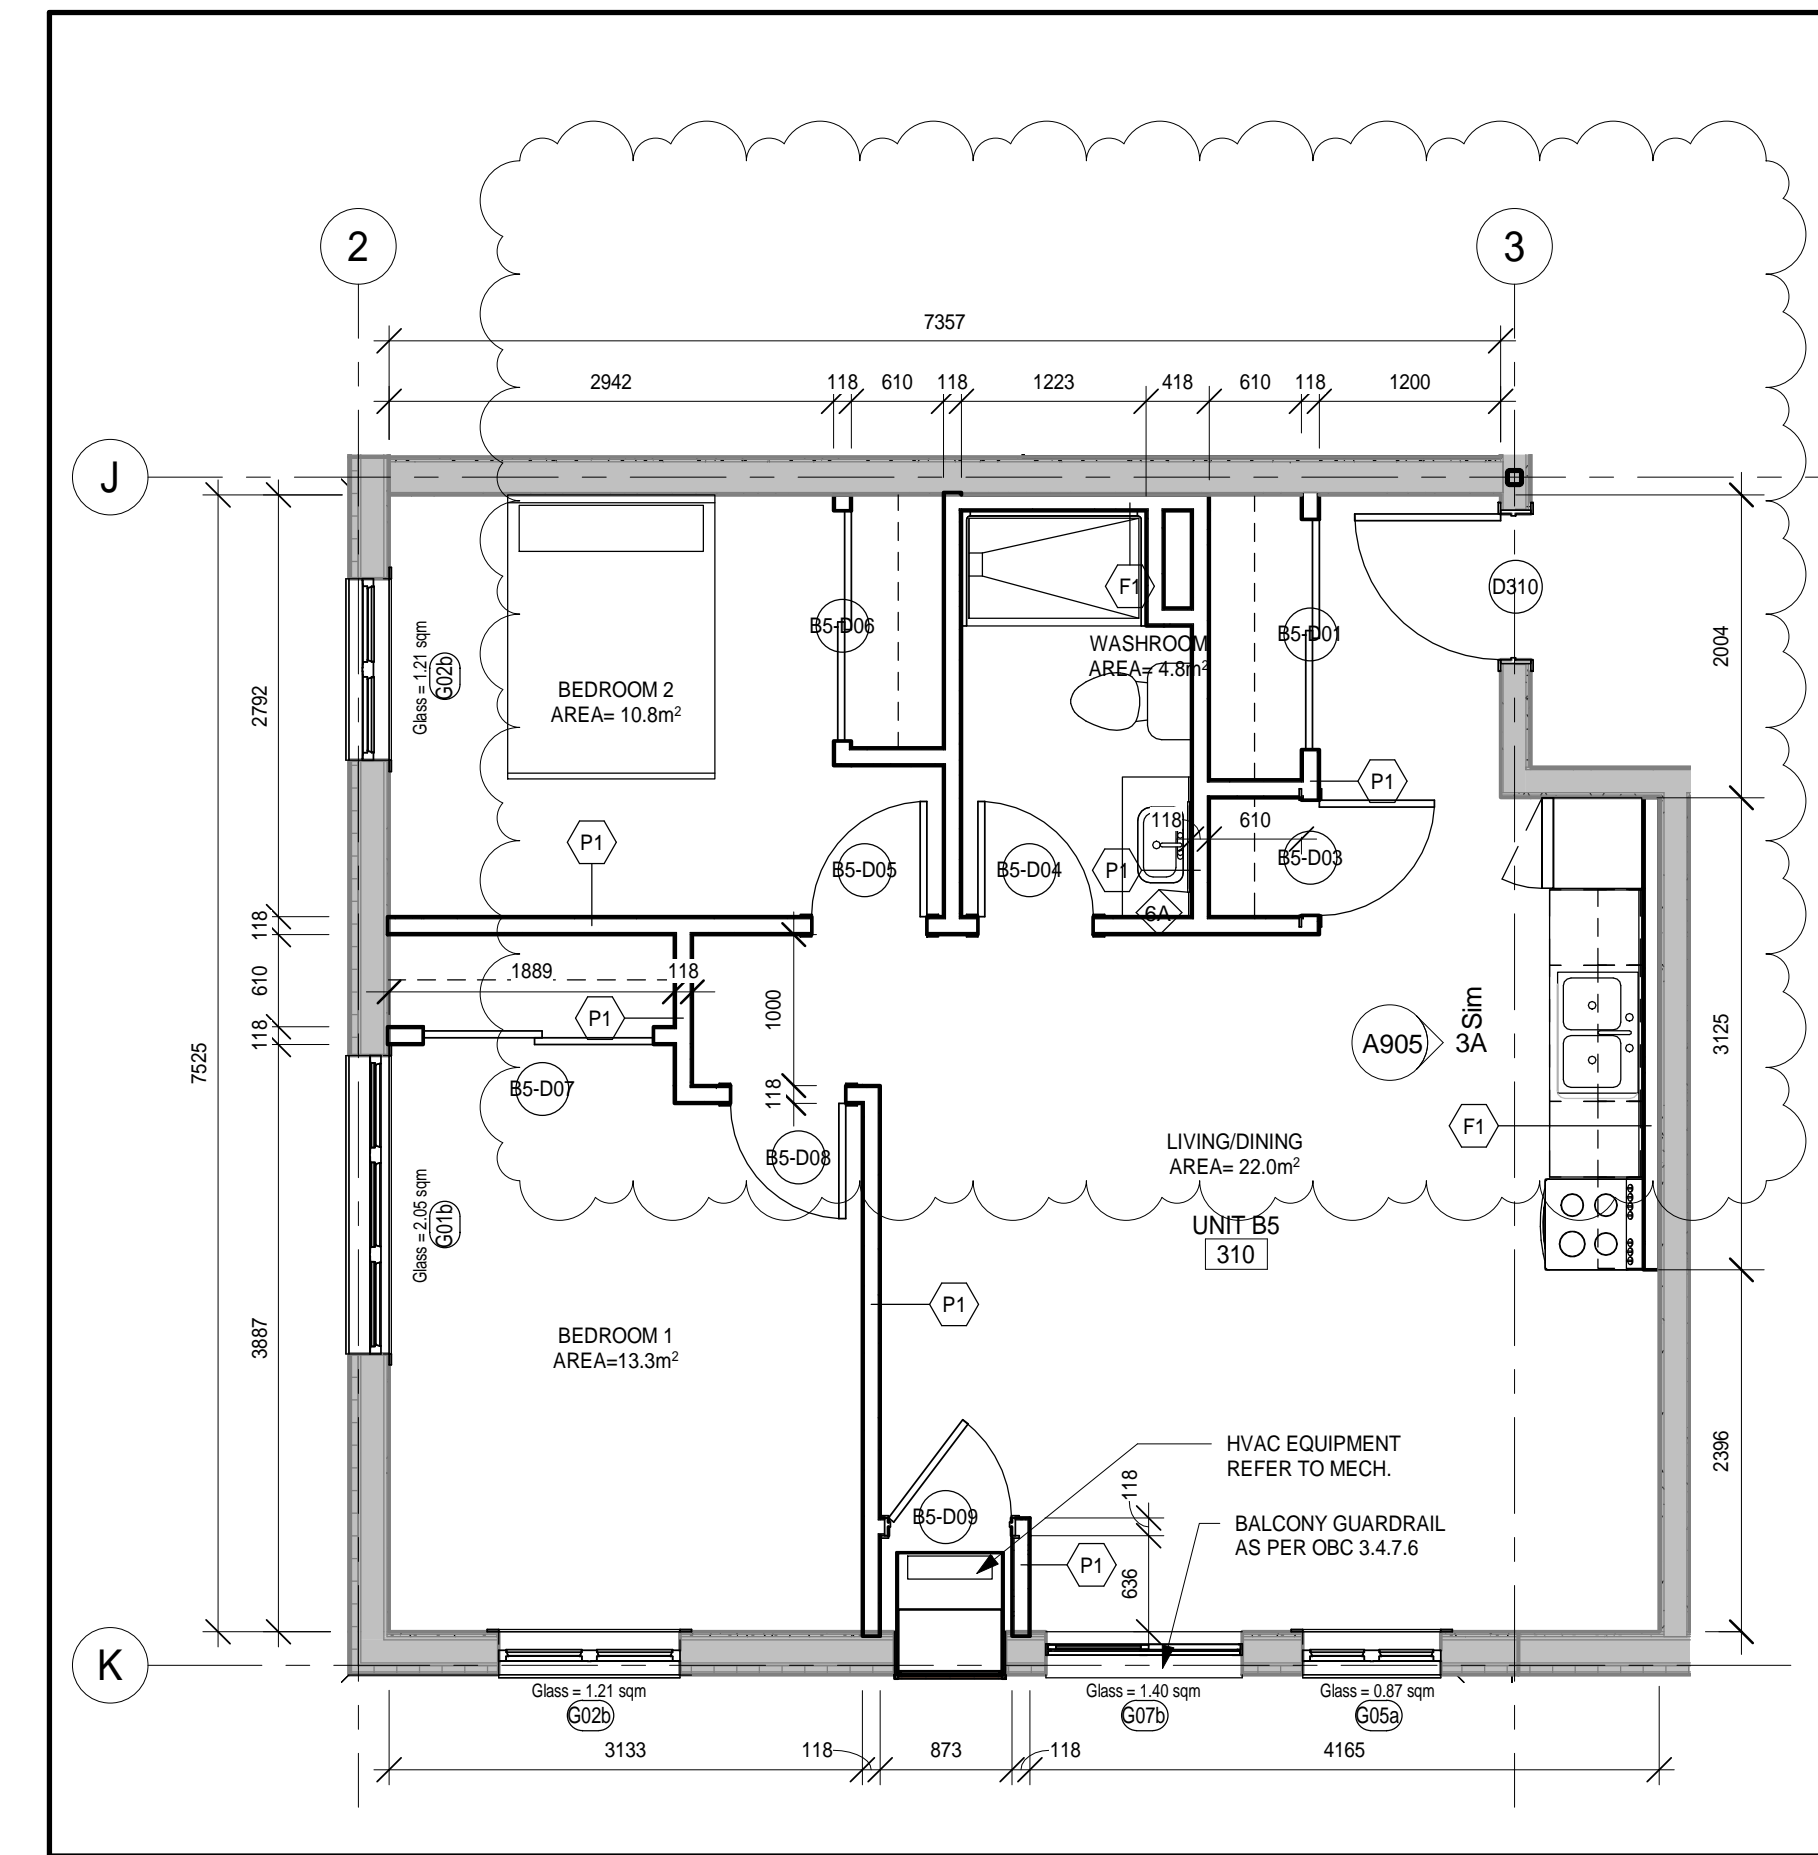 2
3
7357
2942
118
610
118
1223
418
610
118
1200
J
D310
B5-D06
F1
B5-D01
WASHROOM
AREA= 4.8m²
Glass = 1.21 sqm
G02b
BEDROOM 2
AREA= 10.8m²
2004
2792
P1
P1
118
610
P1
B5-D05
B5-D04
P1
B5-D03
6A
118
610
118
1889
118
1000
P1
7525
A905
3A
Sim
3125
B5-D07
118
B5-D08
F1
LIVING/DINING
AREA= 22.0m²
Glass = 2.05 sqm
G01b
UNIT B5
310
P1
3887
BEDROOM 1
AREA=13.3m²
HVAC EQUIPMENT
REFER TO MECH.
2396
118
B5-D09
BALCONY GUARDRAIL
AS PER OBC 3.4.7.6
P1
636
K
Glass = 1.21 sqm
G02b
Glass = 1.40 sqm
G07b
Glass = 0.87 sqm
G05a
3133
118
873
118
4165